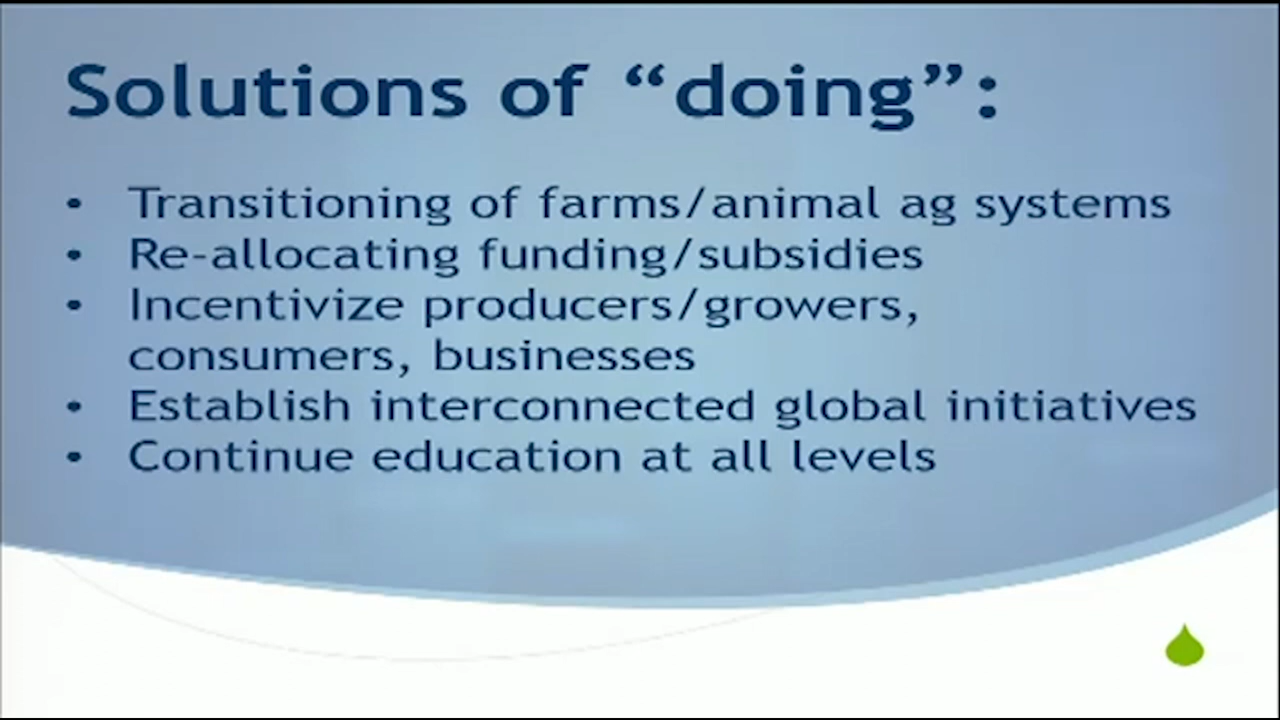 Solutions of “doing”:
• Transitioning of farms/animal ag systems
• Re-allocating funding/subsidies
• Incentivize producers/growers,
consumers, businesses
• Establish interconnected global initiatives
• Continue education at all levels